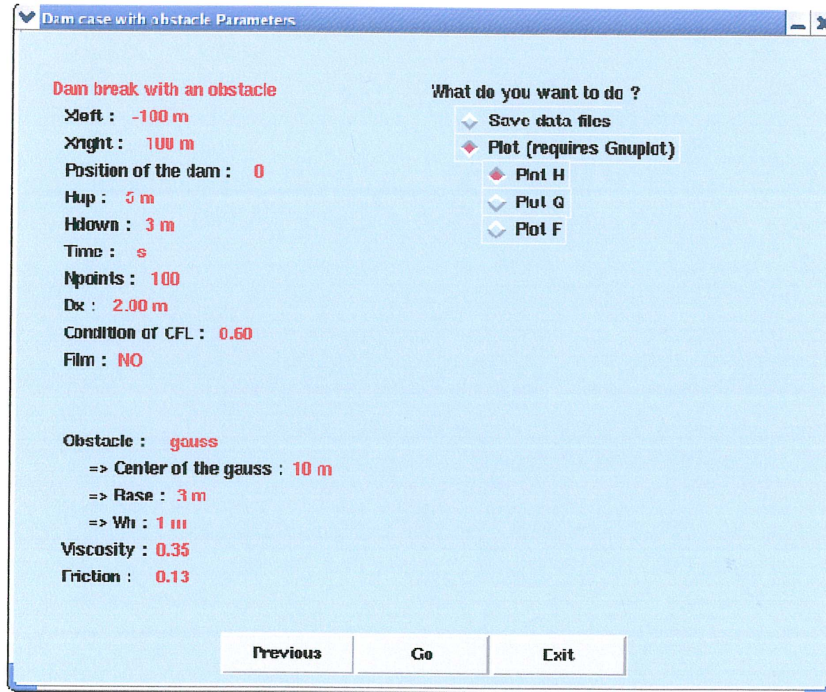 Dam case with obstacle Parameters
Dam break with an obstacle
Xleft : -100 m
Xright : 100 m
Position of the dam : 0
Hup : 5 m
Hdown : 3 m
Time : s
Npoints : 100
Dx : 2.00 m
Condition of CFL : 0.60
Film : NO
Obstacle : gauss
=> Center of the gauss : 10 m
=> Base : 3 m
=> Wh : 1 m
Viscosity : 0.35
Friction : 0.13
What do you want to do ?
Save data files
Plot (requires Gnuplot)
Plot H
Plot Q
Plot F
Previous
Go
Exit